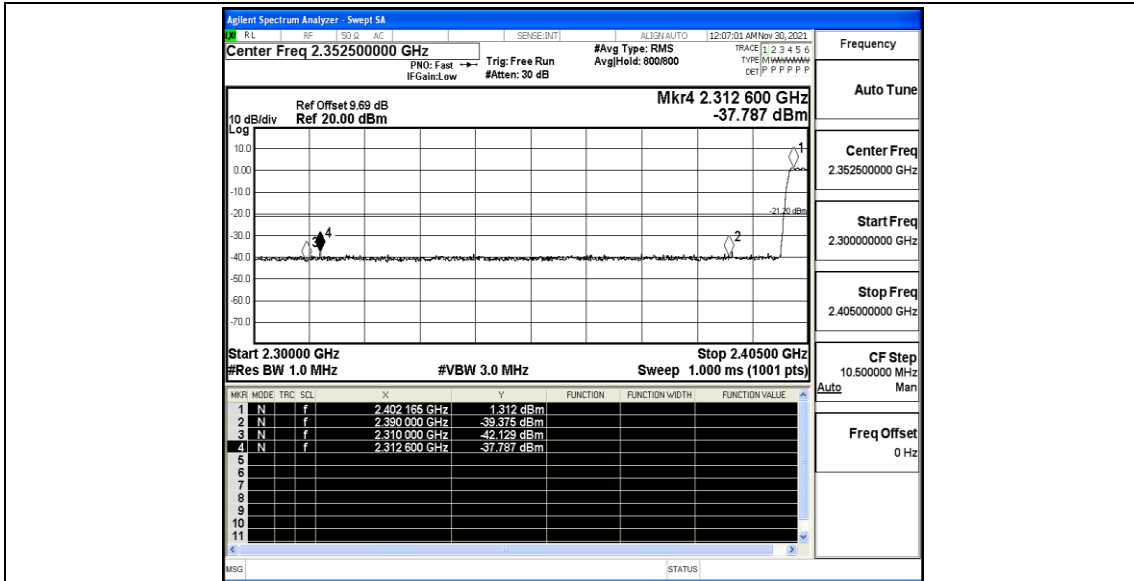 Agilent Spectrum Analyzer - Swept SA
LXI RL RF 50 Ω AC SENSE:INT ALIGN AUTO 12:07:01 AM Nov 30, 2021
Center Freq 2.352500000 GHz
PNO: Fast
IFGain:Low
Trig: Free Run
#Atten: 30 dB
#Avg Type: RMS
Avg|Hold: 800/800
TRACE 1 2 3 4 5 6
TYPE M WWWWW
DET P P P P P P
Ref Offset 9.69 dB
10 dB/div Ref 20.00 dBm
Log
Mkr4 2.312 600 GHz
-37.787 dBm
10.0
0.00
-10.0
-20.0
-30.0
-40.0
-50.0
-60.0
-70.0
1
-21.20 dBm
2
3
4
Start 2.30000 GHz Stop 2.40500 GHz
#Res BW 1.0 MHz #VBW 3.0 MHz Sweep 1.000 ms (1001 pts)
MKR MODE TRC SCL X Y FUNCTION FUNCTION WIDTH FUNCTION VALUE
1 N f 2.402 165 GHz 1.312 dBm
2 N f 2.390 000 GHz -39.375 dBm
3 N f 2.310 000 GHz -42.129 dBm
4 N f 2.312 600 GHz -37.787 dBm
5
6
7
8
9
10
11
MSG STATUS
Frequency
Auto Tune
Center Freq
2.352500000 GHz
Start Freq
2.300000000 GHz
Stop Freq
2.405000000 GHz
CF Step
10.500000 MHz
Auto Man
Freq Offset
0 Hz